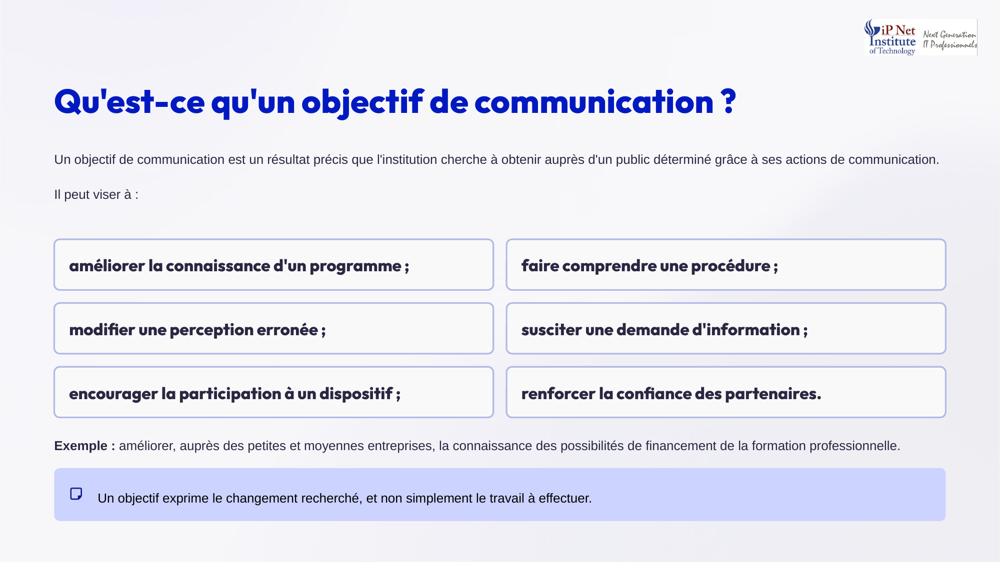 iP Net
Institute
of Technology
Next Generation
IT Professionnels
Qu'est-ce qu'un objectif de communication ?
Un objectif de communication est un résultat précis que l'institution cherche à obtenir auprès d'un public déterminé grâce à ses actions de communication.
Il peut viser à :
améliorer la connaissance d'un programme ;
faire comprendre une procédure ;
modifier une perception erronée ;
susciter une demande d'information ;
encourager la participation à un dispositif ;
renforcer la confiance des partenaires.
Exemple : améliorer, auprès des petites et moyennes entreprises, la connaissance des possibilités de financement de la formation professionnelle.
Un objectif exprime le changement recherché, et non simplement le travail à effectuer.